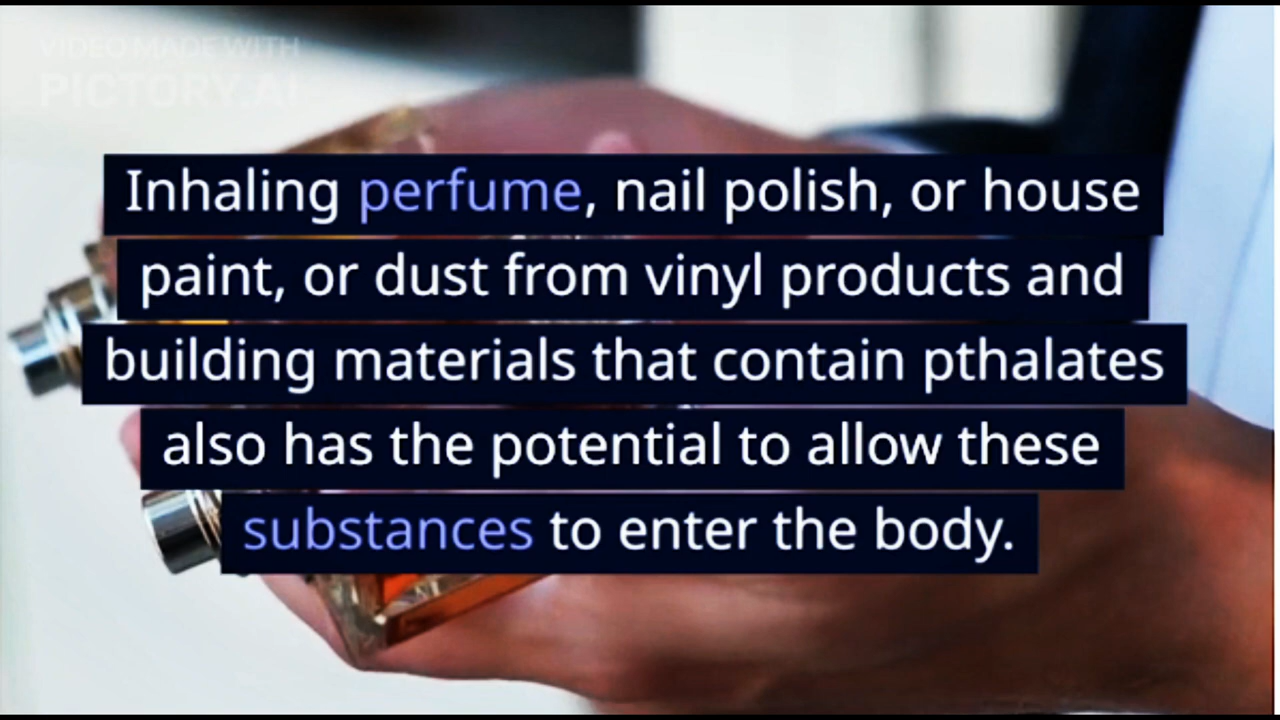 VIDEO MADE WITH
PICTORY.AI
Inhaling perfume, nail polish, or house
paint, or dust from vinyl products and
building materials that contain pthalates
also has the potential to allow these
substances to enter the body.